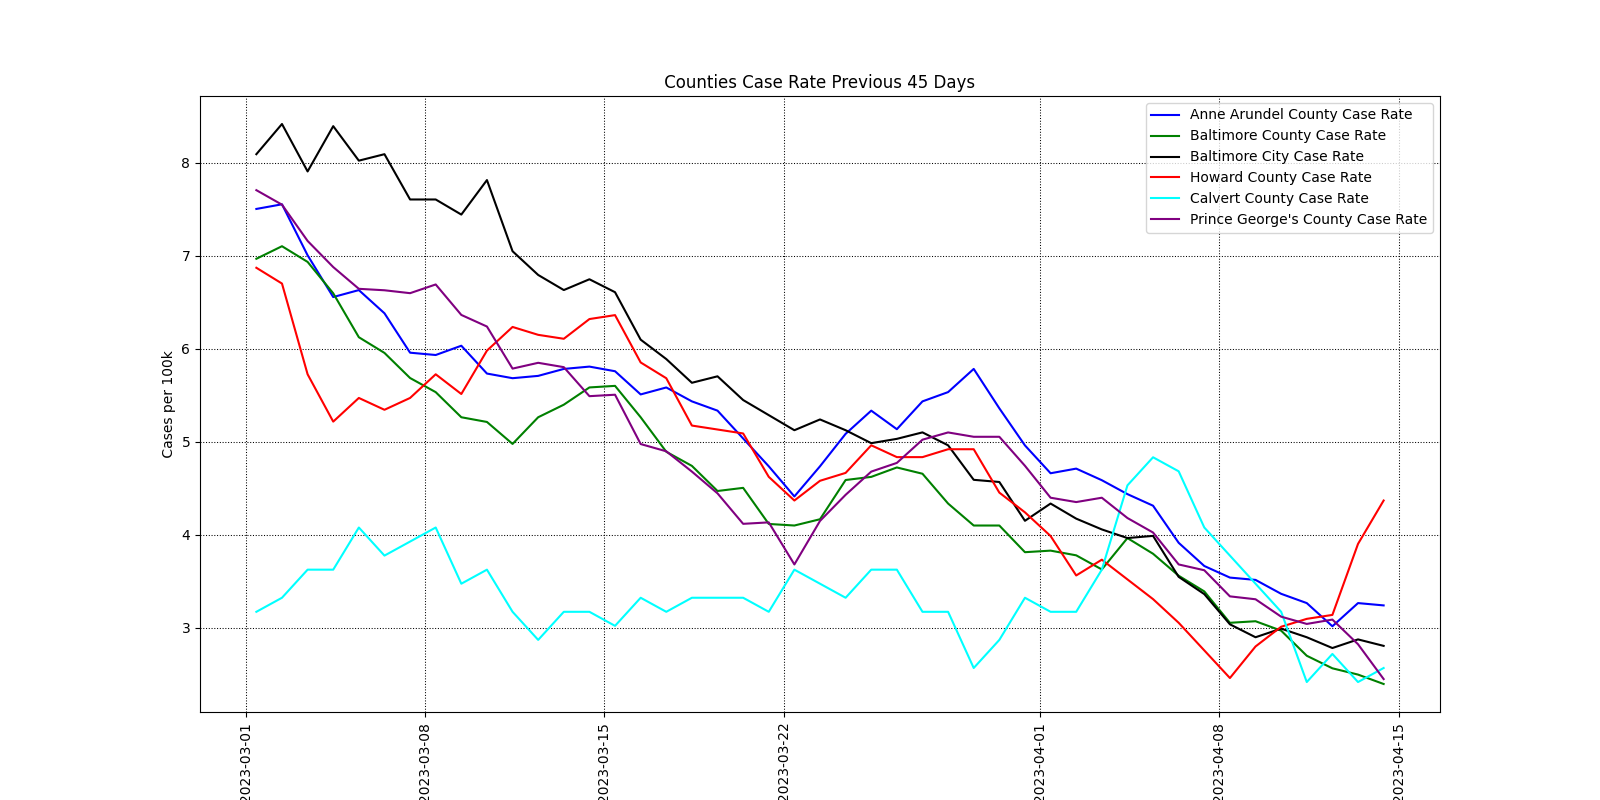 Counties Case Rate Previous 45 Days
Anne Arundel County Case Rate
Baltimore County Case Rate
Baltimore City Case Rate
Howard County Case Rate
Calvert County Case Rate
Prince George's County Case Rate
Cases per 100k
8
7
6
5
4
3
2023-03-01
2023-03-08
2023-03-15
2023-03-22
2023-04-01
2023-04-08
2023-04-15